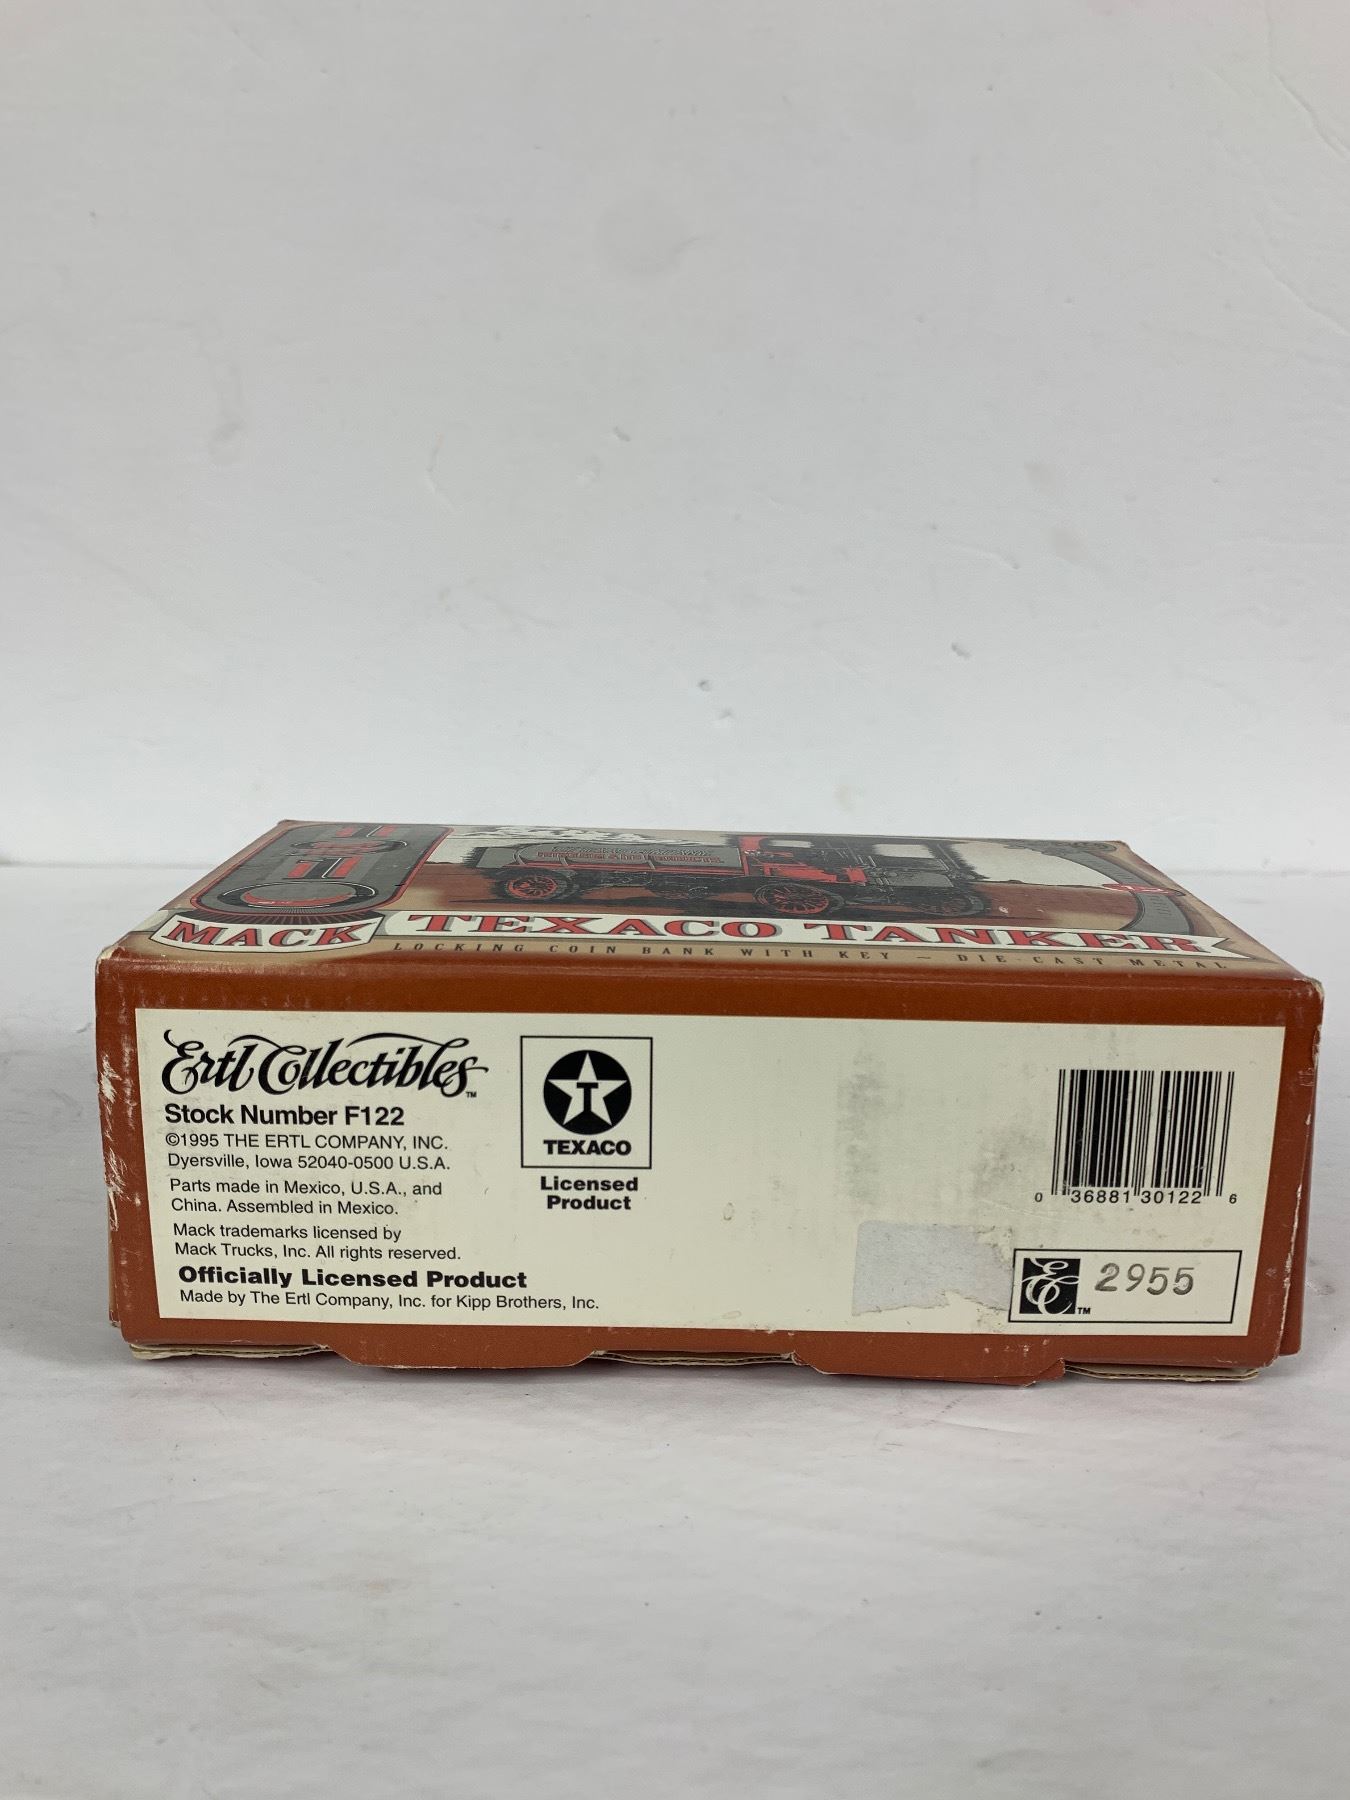 MACK TEXACO TANKER
LOCKING COIN BANK WITH KEY ~ DIE-CAST METAL
Ertl Collectibles™
Stock Number F122
©1995 THE ERTL COMPANY, INC.
Dyersville, Iowa 52040-0500 U.S.A.
Parts made in Mexico, U.S.A., and
China. Assembled in Mexico.
Mack trademarks licensed by
Mack Trucks, Inc. All rights reserved.
Officially Licensed Product
Made by The Ertl Company, Inc. for Kipp Brothers, Inc.
T
TEXACO
Licensed
Product
0 36881 30122 6
EC™ 2955